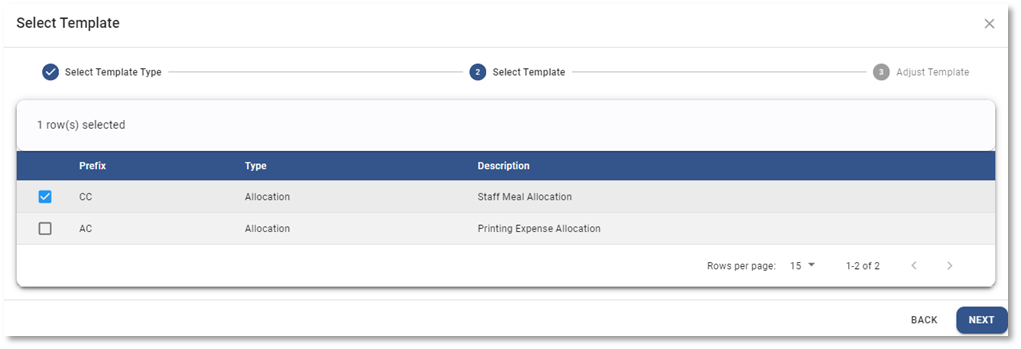 Select Template
Select Template Type 2 Select Template 3 Adjust Template
1 row(s) selected
Prefix Type Description
CC Allocation Staff Meal Allocation
AC Allocation Printing Expense Allocation
Rows per page: 15 1-2 of 2
BACK NEXT